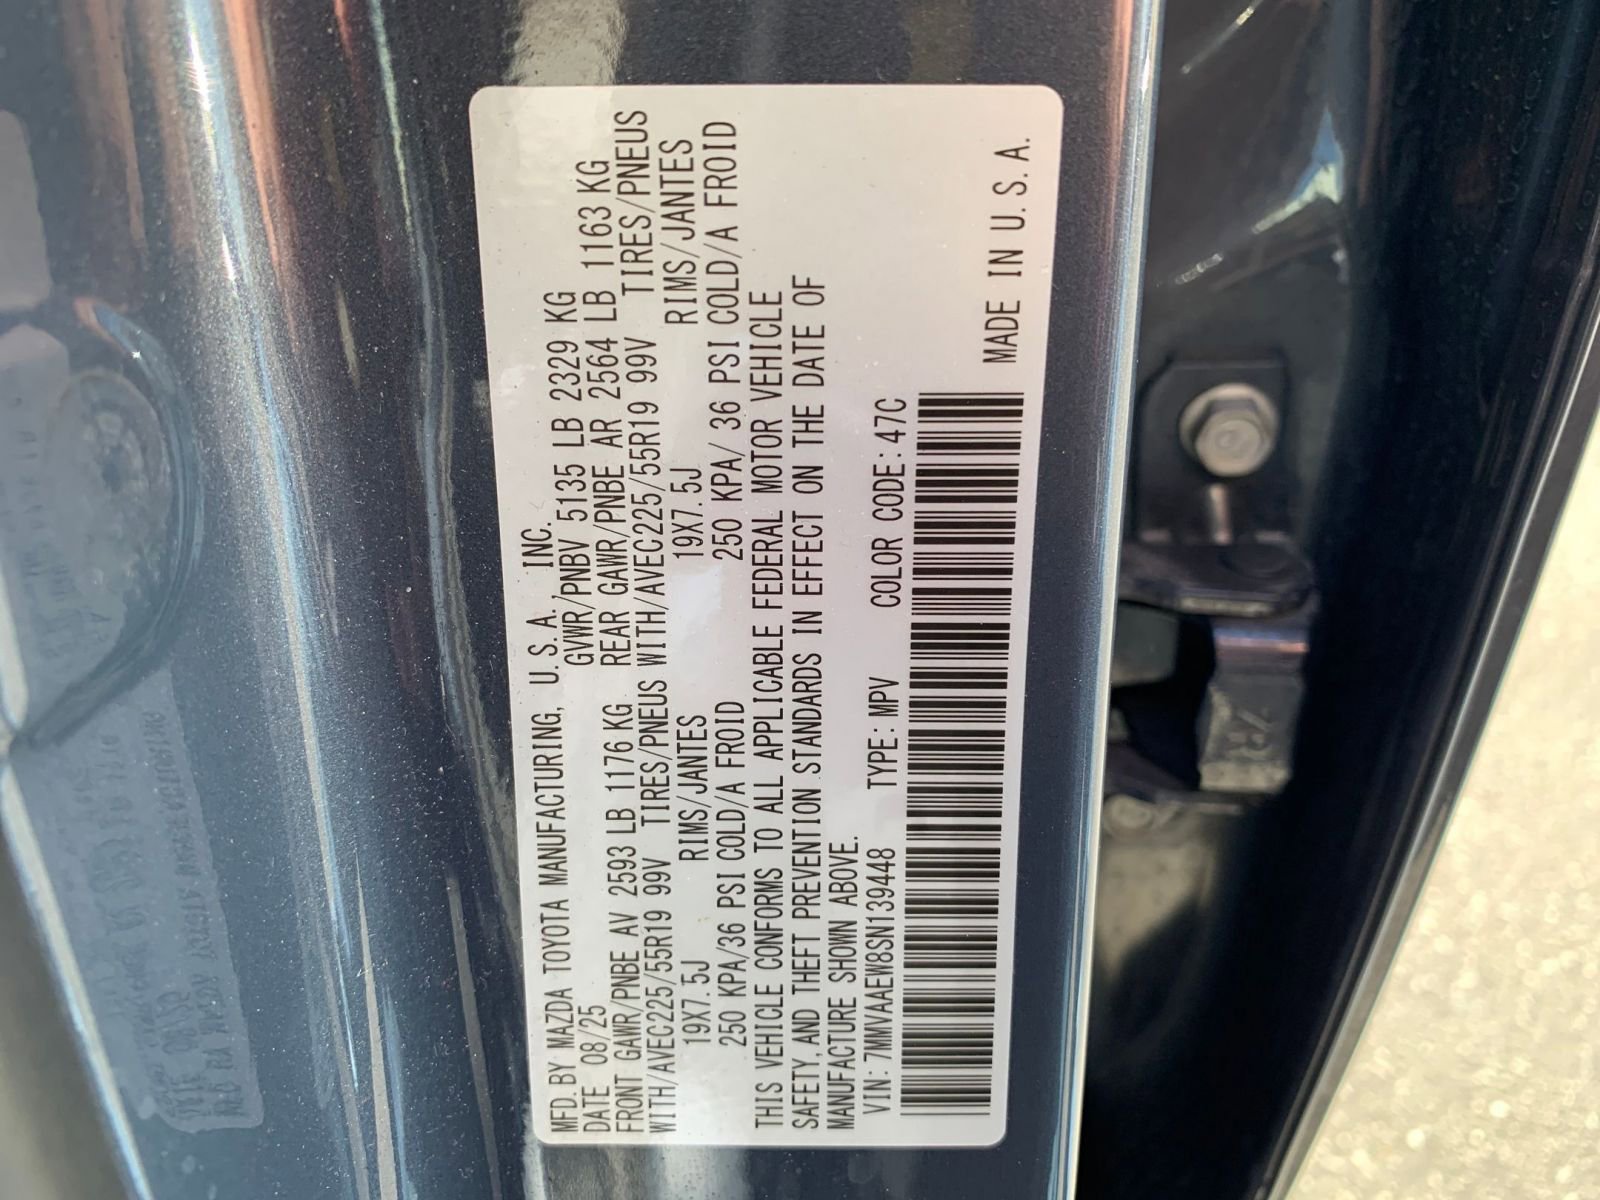 MFD. BY MAZDA TOYOTA MANUFACTURING, U. S. A. INC.
DATE 08/25 GVWR/PNBV 5135 LB 2329 KG
FRONT GAWR/PNBE AV 2593 LB 1176 KG REAR GAWR/PNBE AR 2564 LB 1163 KG
WITH/AVEC225/55R19 99V TIRES/PNEUS WITH/AVEC225/55R19 99V TIRES/PNEUS
19X7. 5J RIMS/JANTES 19X7. 5J RIMS/JANTES
250 KPA/36 PSI COLD/A FROID 250 KPA/ 36 PSI COLD/A FROID
THIS VEHICLE CONFORMS TO ALL APPLICABLE FEDERAL MOTOR VEHICLE
SAFETY, AND THEFT PREVENTION STANDARDS IN EFFECT ON THE DATE OF
MANUFACTURE SHOWN ABOVE.
VIN: 7MMVAAEW8SN139448 TYPE: MPV COLOR CODE: 47C
MADE IN U. S. A.